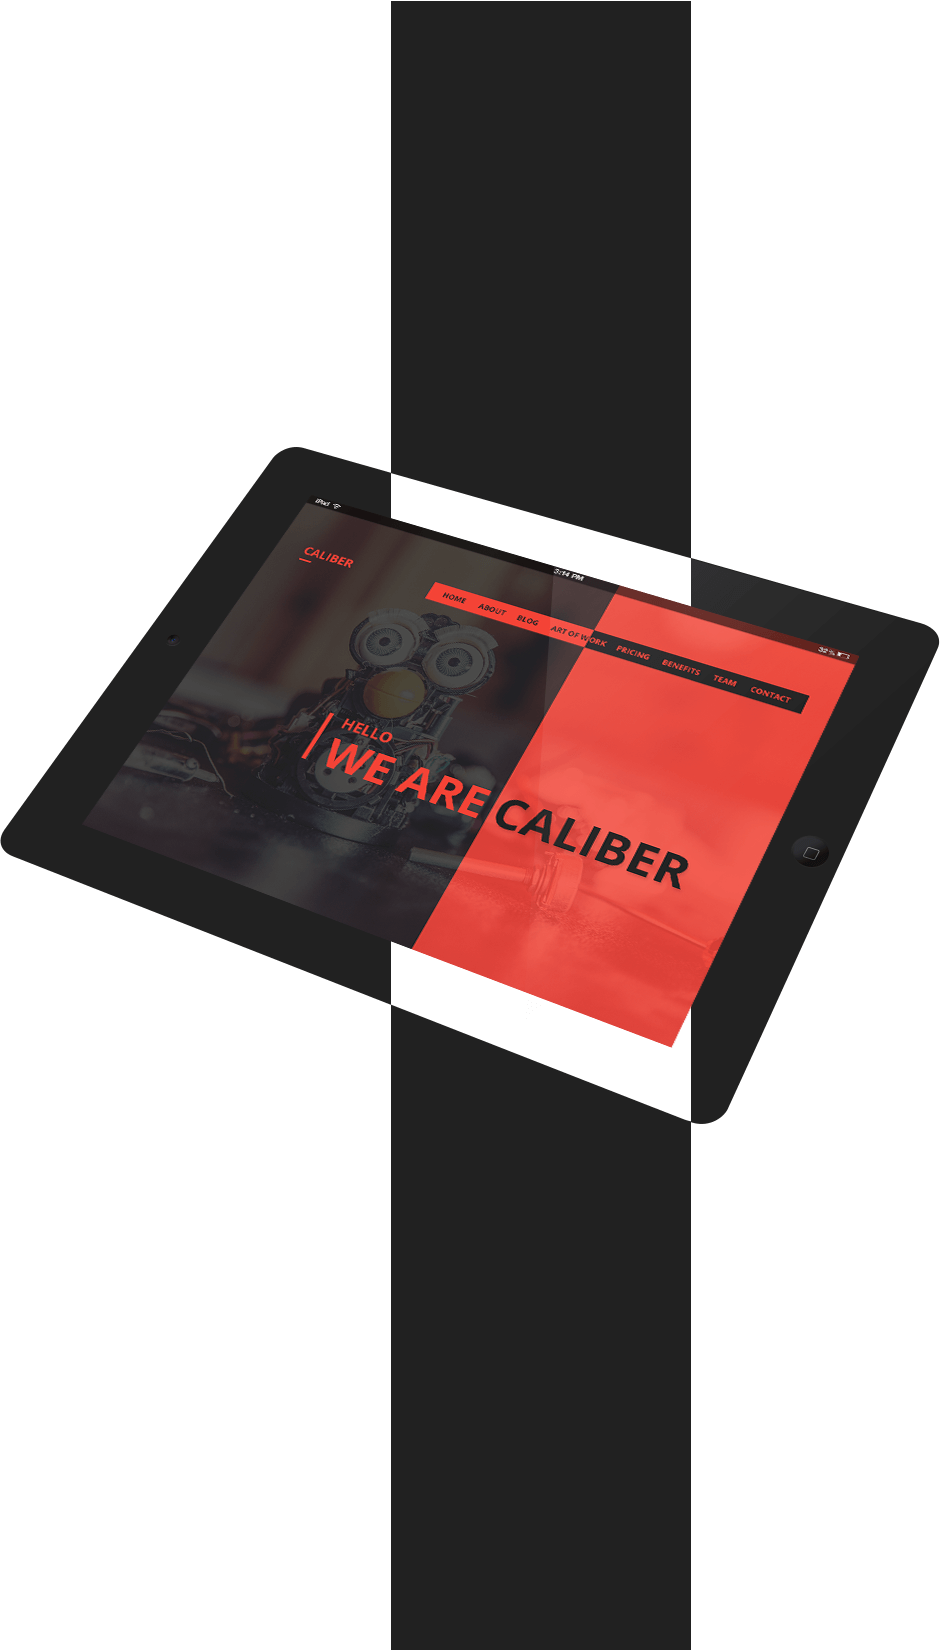 iPad
3:14 PM
32 %
CALIBER
HOME ABOUT BLOG ART OF WORK PRICING BENEFITS TEAM CONTACT
HELLO
WE ARE CALIBER